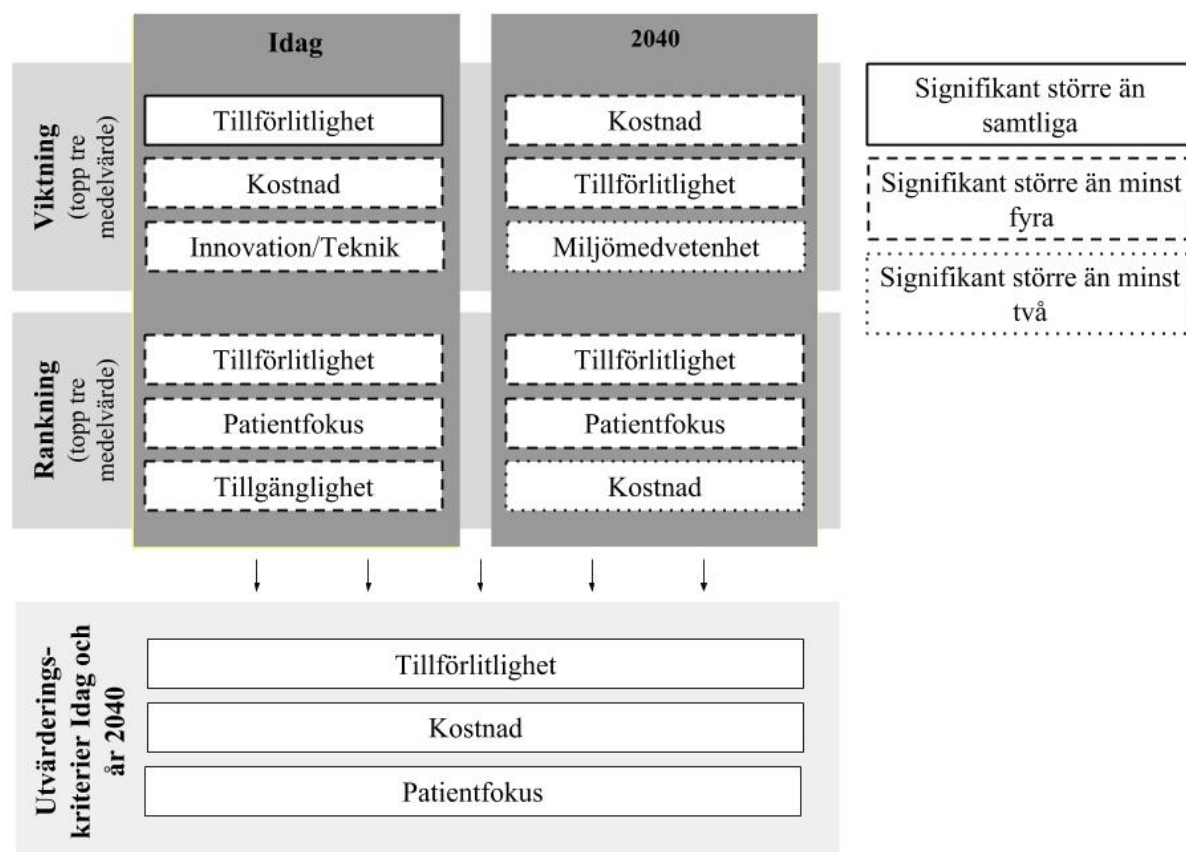 Idag
2040
Viktning
(topp tre
medelvärde)
Tillförlitlighet
Kostnad
Innovation/Teknik
Kostnad
Tillförlitlighet
Miljömedvetenhet
Signifikant större än
samtliga
Signifikant större än minst
fyra
Signifikant större än minst
två
Rankning
(topp tre
medelvärde)
Tillförlitlighet
Patientfokus
Tillgänglighet
Tillförlitlighet
Patientfokus
Kostnad
Utvärderings-
kriterier Idag och
år 2040
Tillförlitlighet
Kostnad
Patientfokus